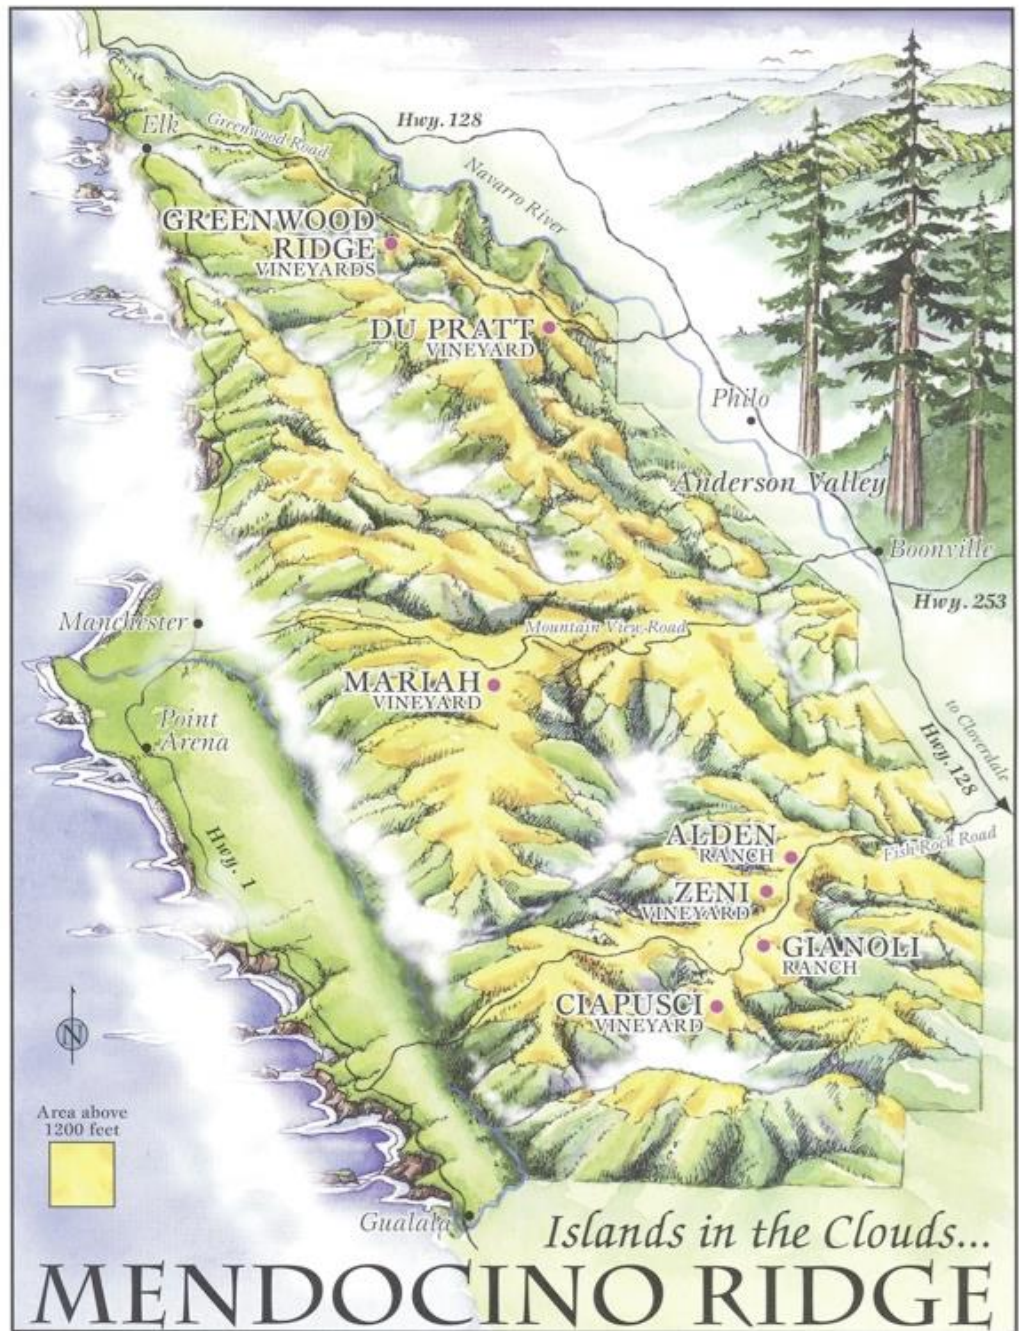 Elk
Greenwood Road
Hwy. 128
Navarro River
GREENWOOD
RIDGE
VINEYARDS
DU PRATT
VINEYARD
Philo
Anderson Valley
Boonville
Hwy. 253
Manchester
Mountain View Road
MARIAH
VINEYARD
Point
Arena
to Cloverdale
Hwy. 128
Hwy. 1
ALDEN
RANCH
Fish Rock Road
ZENI
VINEYARD
GIANOLI
RANCH
CIAPUSCI
VINEYARD
N
Area above
1200 feet
Gualala
Islands in the Clouds...
MENDOCINO RIDGE